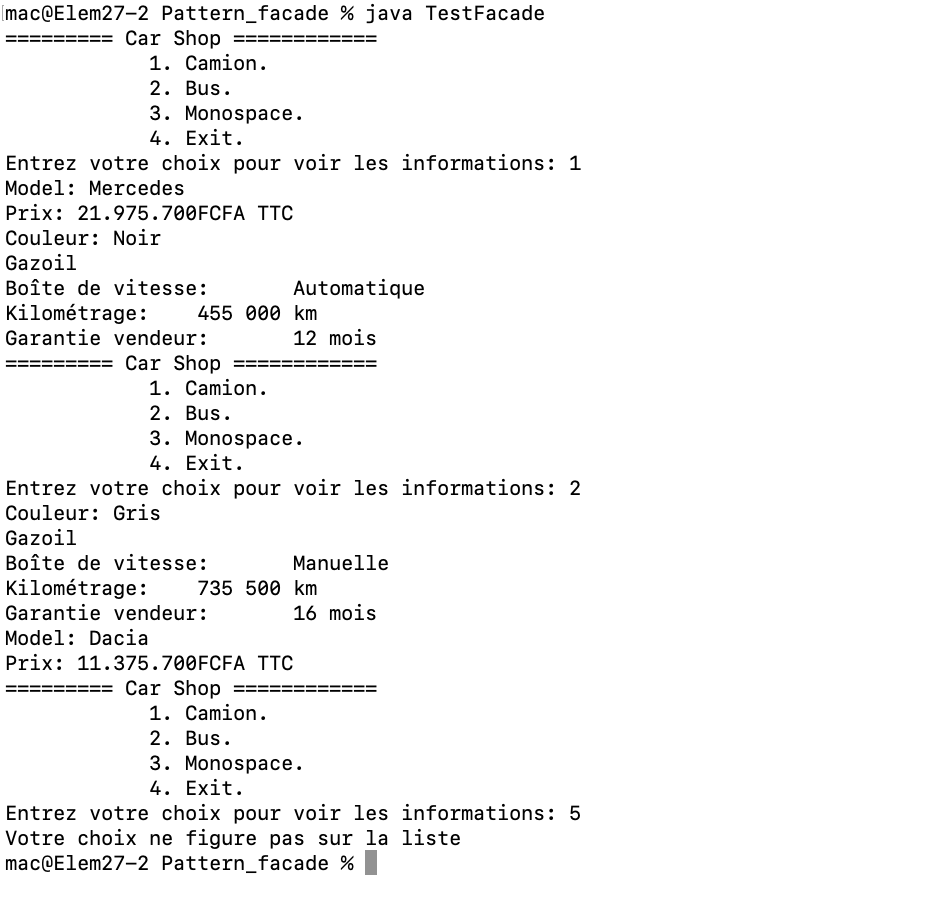 mac@Elem27-2 Pattern_facade % java TestFacade
========= Car Shop ============
            1. Camion.
            2. Bus.
            3. Monospace.
            4. Exit.
Entrez votre choix pour voir les informations: 1
Model: Mercedes
Prix: 21.975.700FCFA TTC
Couleur: Noir
Gazoil
Boîte de vitesse:       Automatique
Kilométrage:    455 000 km
Garantie vendeur:       12 mois
========= Car Shop ============
            1. Camion.
            2. Bus.
            3. Monospace.
            4. Exit.
Entrez votre choix pour voir les informations: 2
Couleur: Gris
Gazoil
Boîte de vitesse:       Manuelle
Kilométrage:    735 500 km
Garantie vendeur:       16 mois
Model: Dacia
Prix: 11.375.700FCFA TTC
========= Car Shop ============
            1. Camion.
            2. Bus.
            3. Monospace.
            4. Exit.
Entrez votre choix pour voir les informations: 5
Votre choix ne figure pas sur la liste
mac@Elem27-2 Pattern_facade %